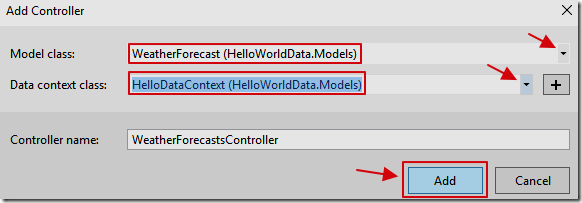 Add Controller
Model class: WeatherForecast (HelloWorldData.Models)
Data context class: HelloDataContext (HelloWorldData.Models) +
Controller name: WeatherForecastsController
Add Cancel